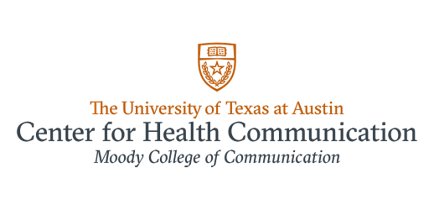 The University of Texas at Austin
Center for Health Communication
Moody College of Communication